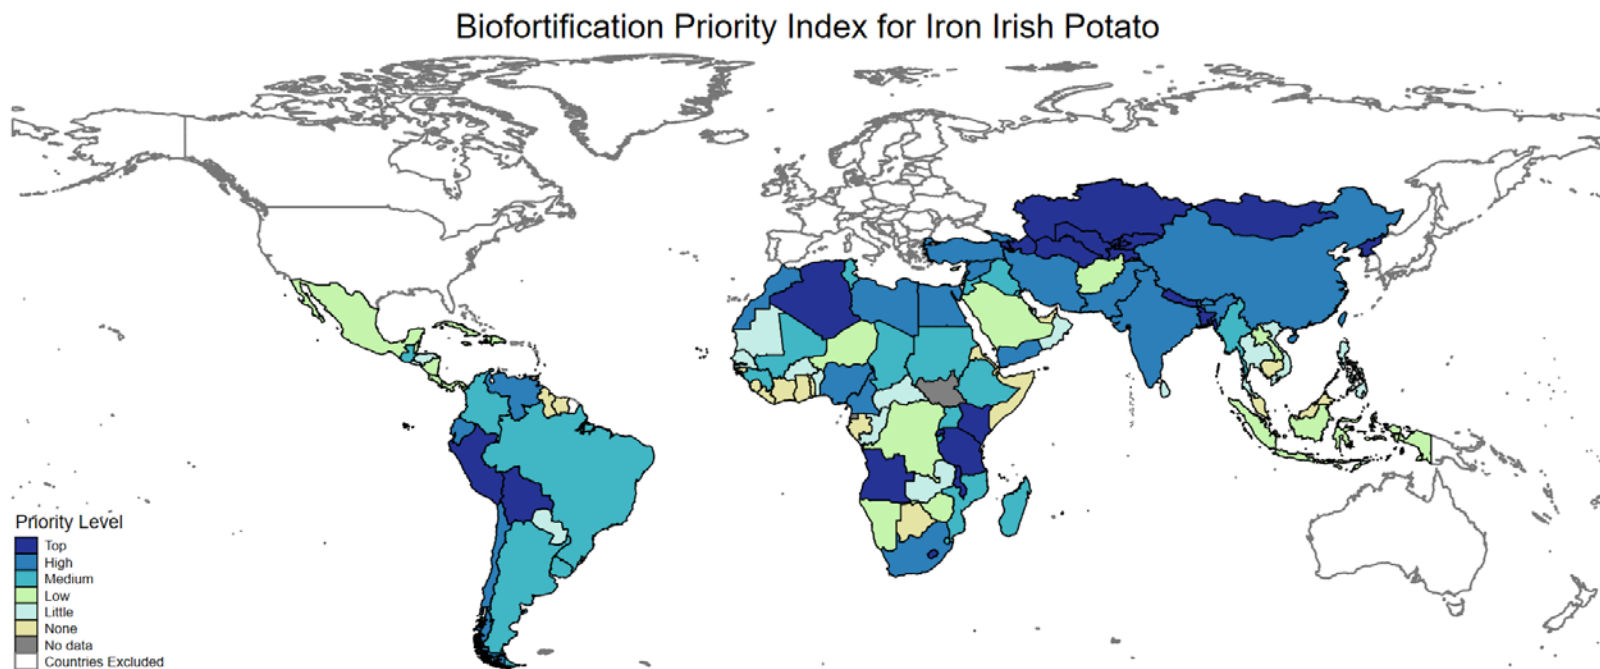 Biofortification Priority Index for Iron Irish Potato
Priority Level
Top
High
Medium
Low
Little
None
No data
Countries Excluded